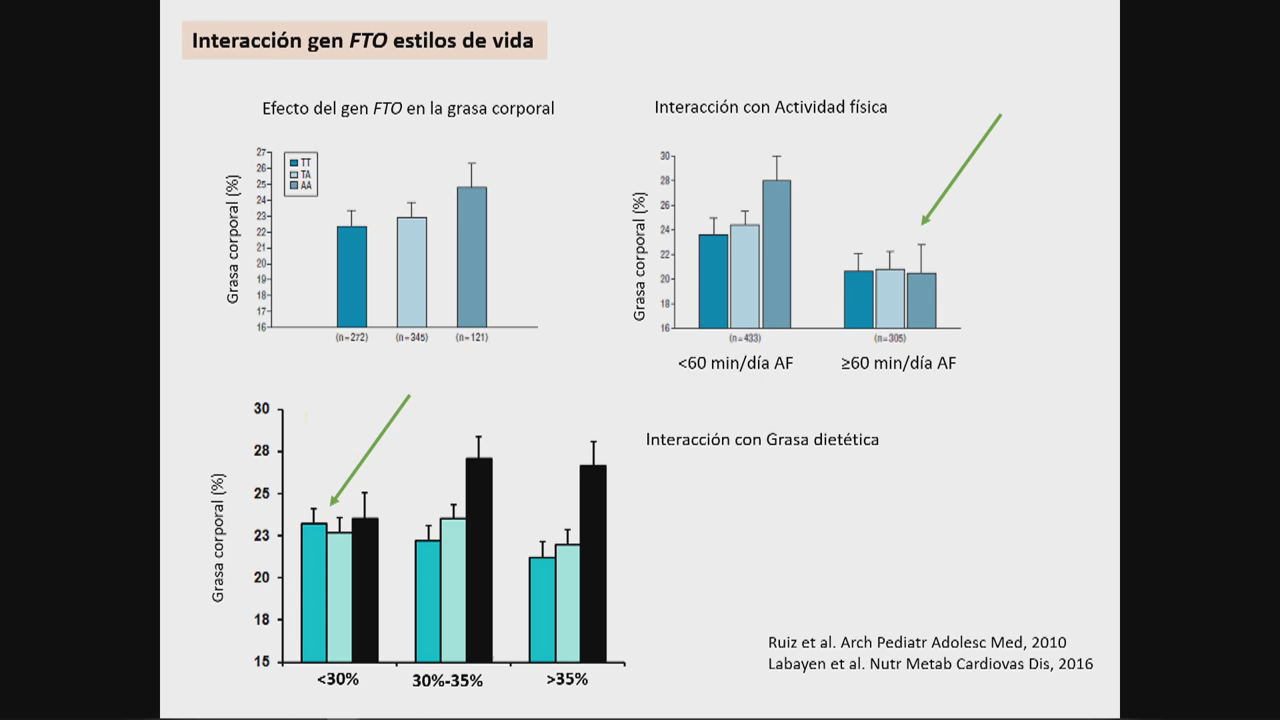 Interacción gen FTO estilos de vida
Efecto del gen FTO en la grasa corporal
Grasa corporal (%)
27
26
25
24
23
22
21
20
19
18
17
16
TT
TA
AA
(n=272)
(n=345)
(n=121)
Interacción con Actividad física
Grasa corporal (%)
30
28
26
24
22
20
18
16
(n=433)
(n=305)
<60 min/día AF
≥60 min/día AF
Grasa corporal (%)
30
28
25
23
20
18
15
<30%
30%-35%
>35%
Interacción con Grasa dietética
Ruiz et al. Arch Pediatr Adolesc Med, 2010
Labayen et al. Nutr Metab Cardiovas Dis, 2016